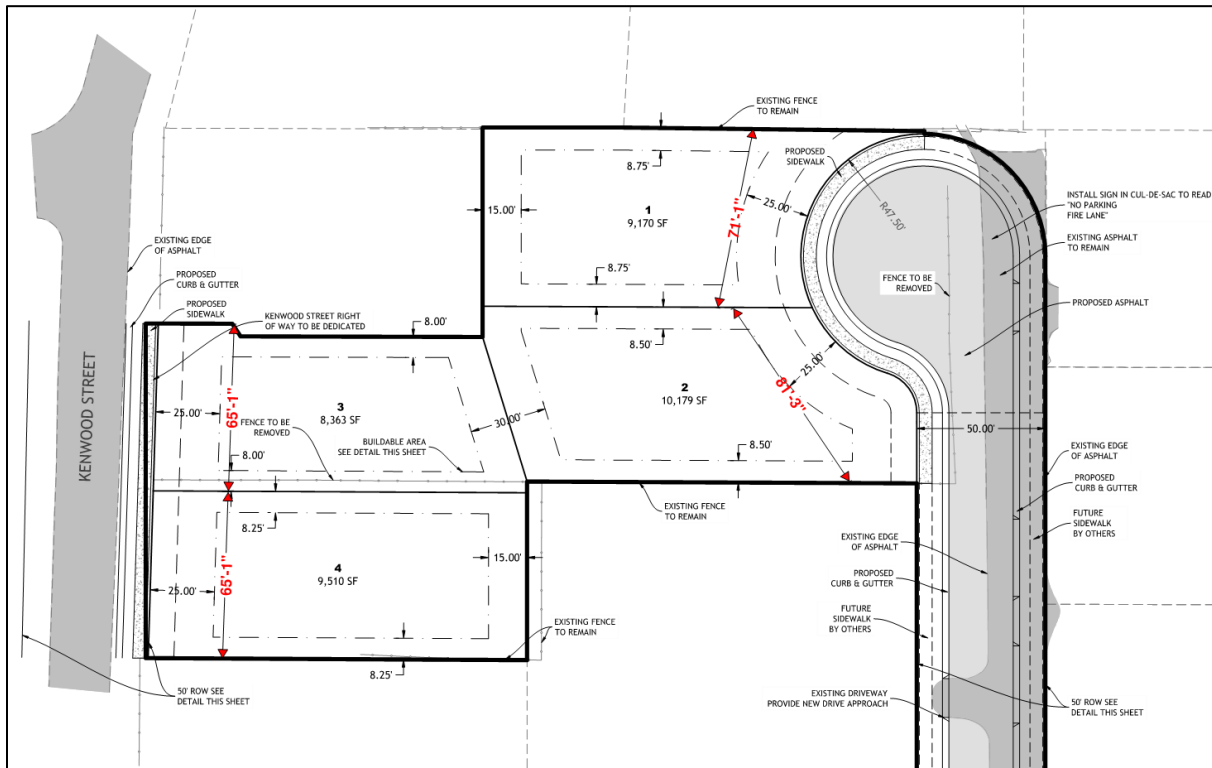 EXISTING FENCE
TO REMAIN
PROPOSED
SIDEWALK
8.75'
15.00'
1
9,170 SF
71'-1"
25.00'
R47.50'
INSTALL SIGN IN CUL-DE-SAC TO READ
"NO PARKING
FIRE LANE"
EXISTING ASPHALT
TO REMAIN
EXISTING EDGE
OF ASPHALT
PROPOSED
CURB & GUTTER
PROPOSED
SIDEWALK
KENWOOD STREET RIGHT
OF WAY TO BE DEDICATED
8.75'
FENCE TO BE
REMOVED
PROPOSED ASPHALT
8.00'
8.50'
25.00'
KENWOOD STREET
65'-1"
25.00'
3
8,363 SF
FENCE TO BE
REMOVED
30.00'
2
10,179 SF
81'-3"
50.00'
BUILDABLE AREA
SEE DETAIL THIS SHEET
8.00'
8.50'
EXISTING EDGE
OF ASPHALT
PROPOSED
CURB & GUTTER
FUTURE
SIDEWALK
BY OTHERS
EXISTING FENCE
TO REMAIN
8.25'
15.00'
4
9,510 SF
65'-1"
25.00'
EXISTING EDGE
OF ASPHALT
PROPOSED
CURB & GUTTER
FUTURE
SIDEWALK
BY OTHERS
EXISTING FENCE
TO REMAIN
8.25'
50' ROW SEE
DETAIL THIS SHEET
EXISTING DRIVEWAY
PROVIDE NEW DRIVE APPROACH
50' ROW SEE
DETAIL THIS SHEET